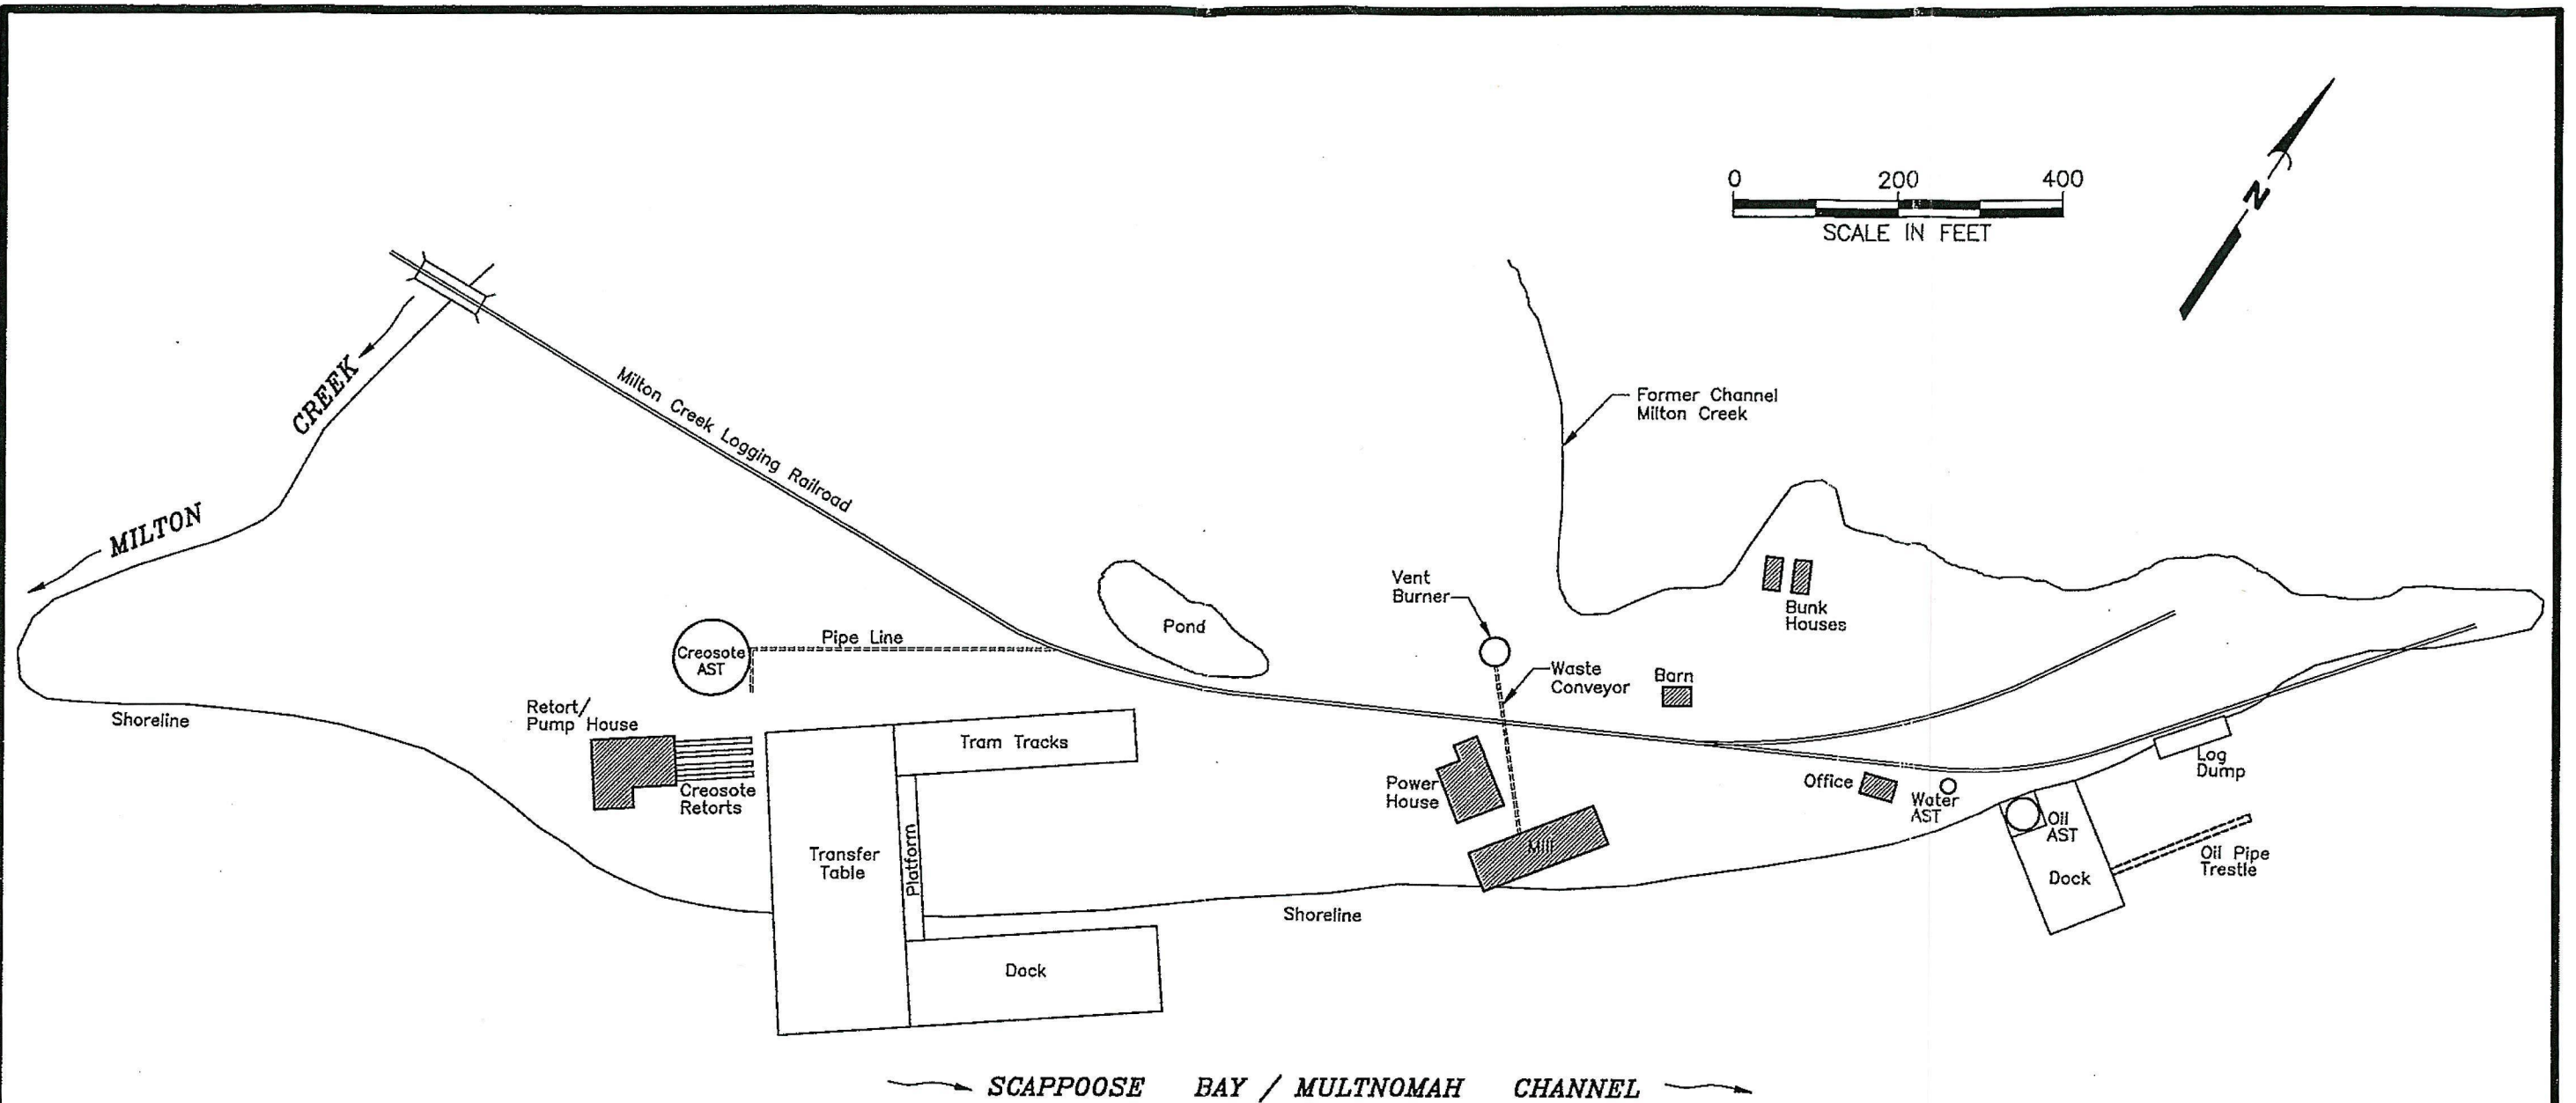 0 200 400
SCALE IN FEET
N
CREEK
MILTON
Milton Creek Logging Railroad
Former Channel
Milton Creek
Pond
Vent
Burner
Waste
Conveyor
Bunk
Houses
Barn
Creosote
AST
Pipe Line
Retort/
Pump House
Creosote
Retorts
Shoreline
Tram Tracks
Transfer
Table
Platform
Dock
Power
House
Mill
Shoreline
Office
Water
AST
Oil
AST
Dock
Log
Dump
Oil Pipe
Trestle
SCAPPOOSE BAY / MULTNOMAH CHANNEL